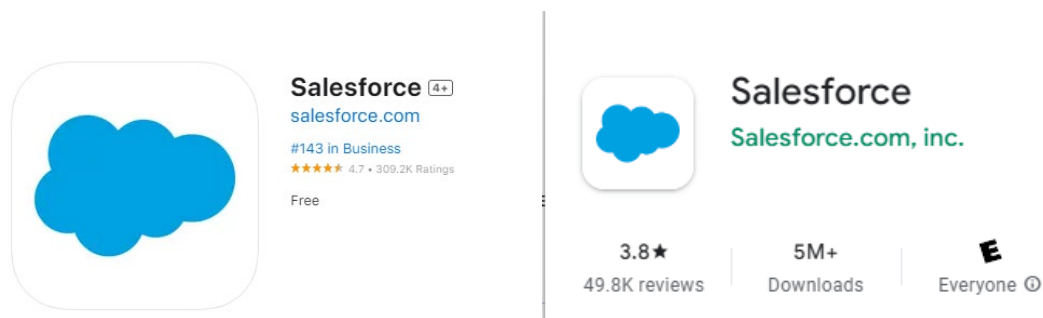 Salesforce 4+
salesforce.com
#143 in Business
★★★★★ 4.7 • 309.2K Ratings
Free
Salesforce
Salesforce.com, inc.
3.8★ 5M+ E
49.8K reviews Downloads Everyone ⓘ